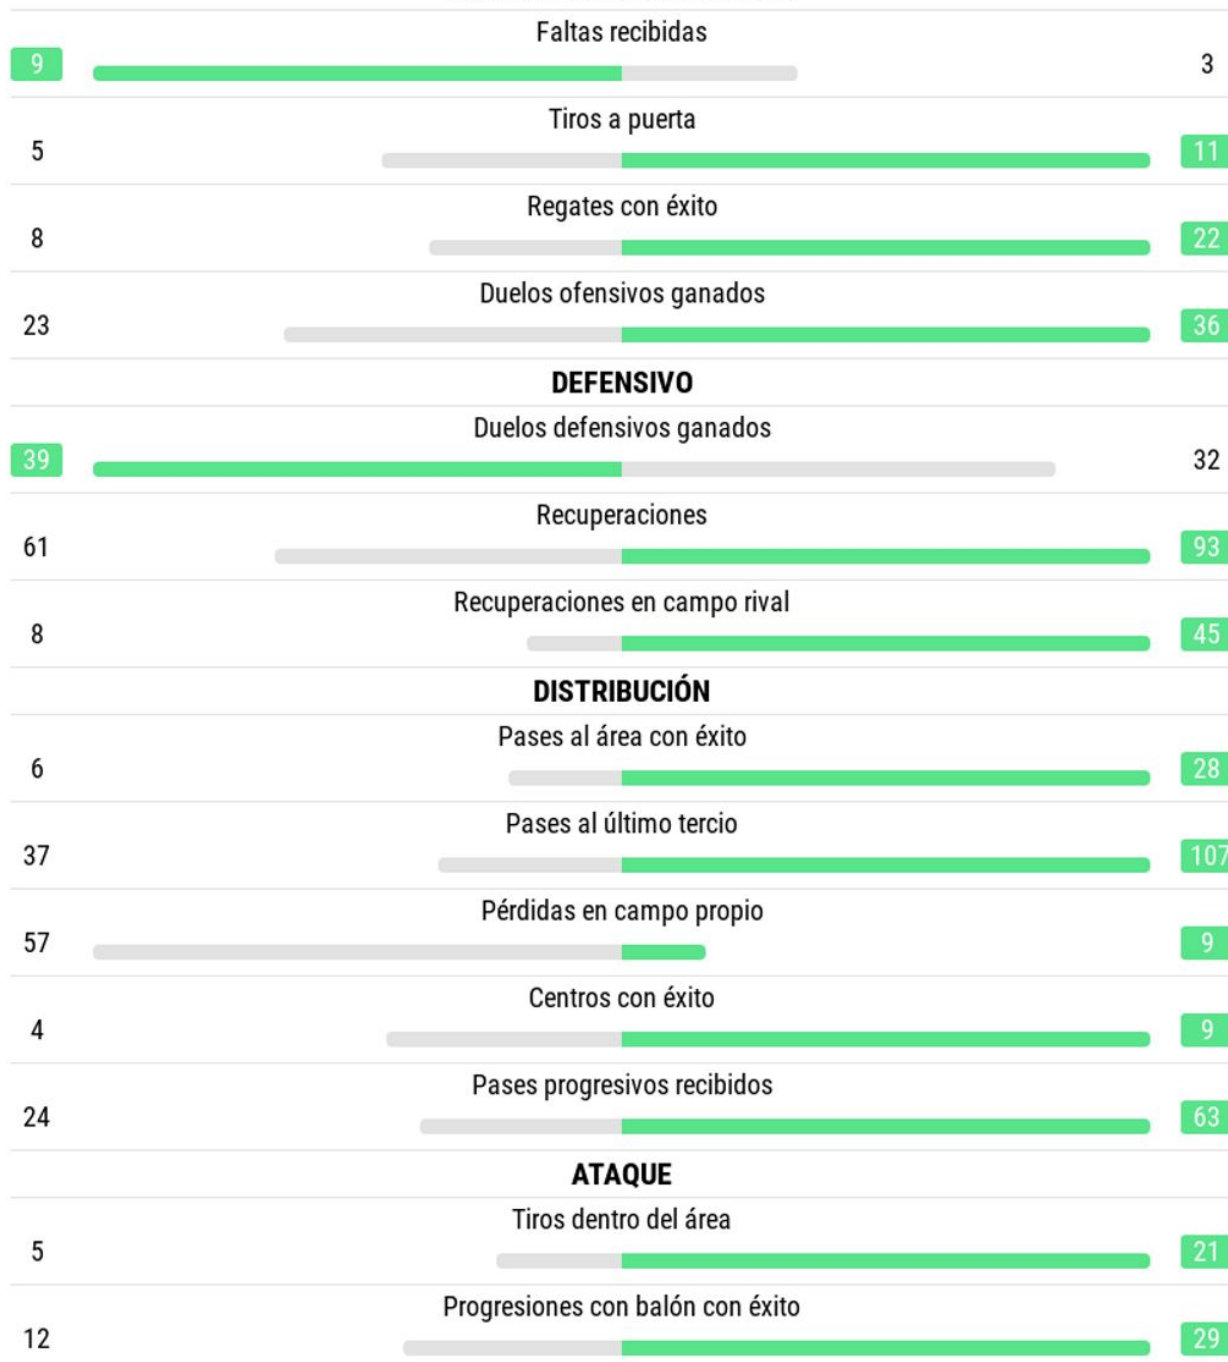 Faltas recibidas
9 3
Tiros a puerta
5 11
Regates con éxito
8 22
Duelos ofensivos ganados
23 36
DEFENSIVO
Duelos defensivos ganados
39 32
Recuperaciones
61 93
Recuperaciones en campo rival
8 45
DISTRIBUCIÓN
Pases al área con éxito
6 28
Pases al último tercio
37 107
Pérdidas en campo propio
57 9
Centros con éxito
4 9
Pases progresivos recibidos
24 63
ATAQUE
Tiros dentro del área
5 21
Progresiones con balón con éxito
12 29